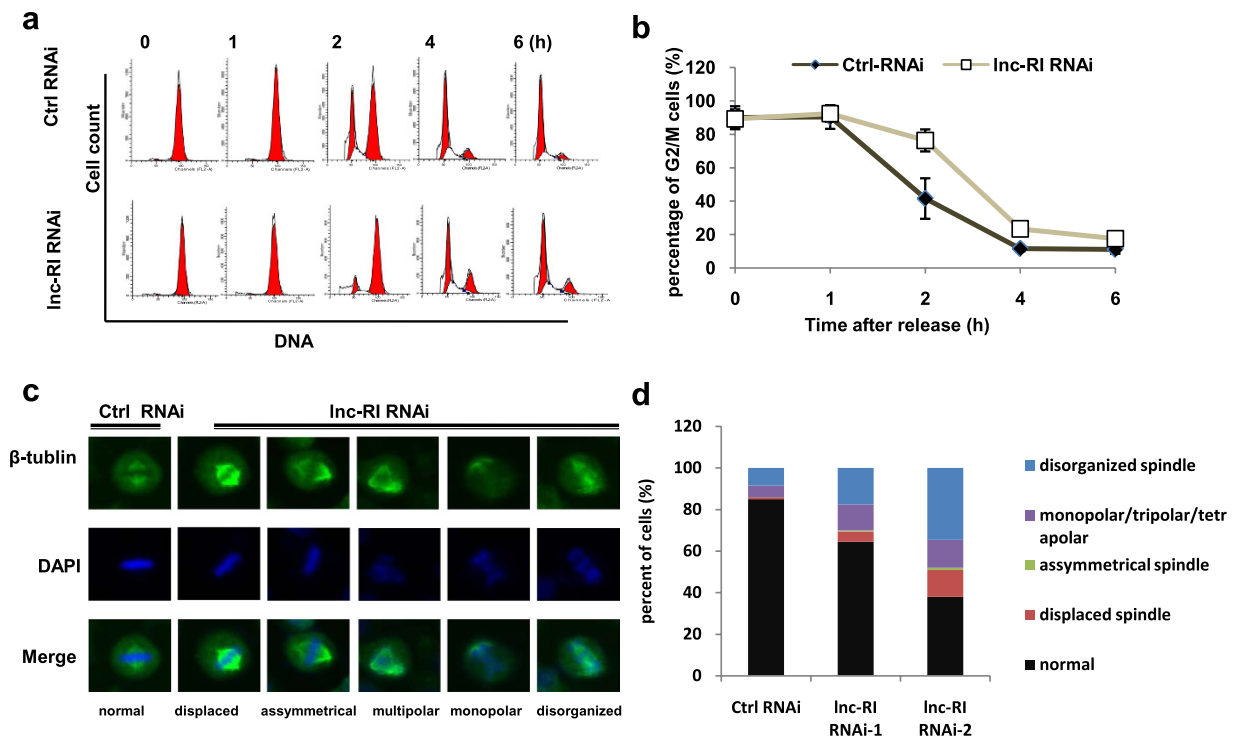 a
0 1 2 4 6 (h)
Ctrl RNAi
lnc-RI RNAi
Cell count
DNA
b
Ctrl-RNAi lnc-RI RNAi
percentage of G2/M cells (%)
120
100
80
60
40
20
0
0 1 2 4 6
Time after release (h)
c
Ctrl RNAi lnc-RI RNAi
β-tublin
DAPI
Merge
normal displaced assymmetrical multipolar monopolar disorganized
d
percent of cells (%)
120
100
80
60
40
20
0
Ctrl RNAi lnc-RI lnc-RI
RNAi-1 RNAi-2
disorganized spindle
monopolar/tripolar/tetr
apolar
assymmetrical spindle
displaced spindle
normal